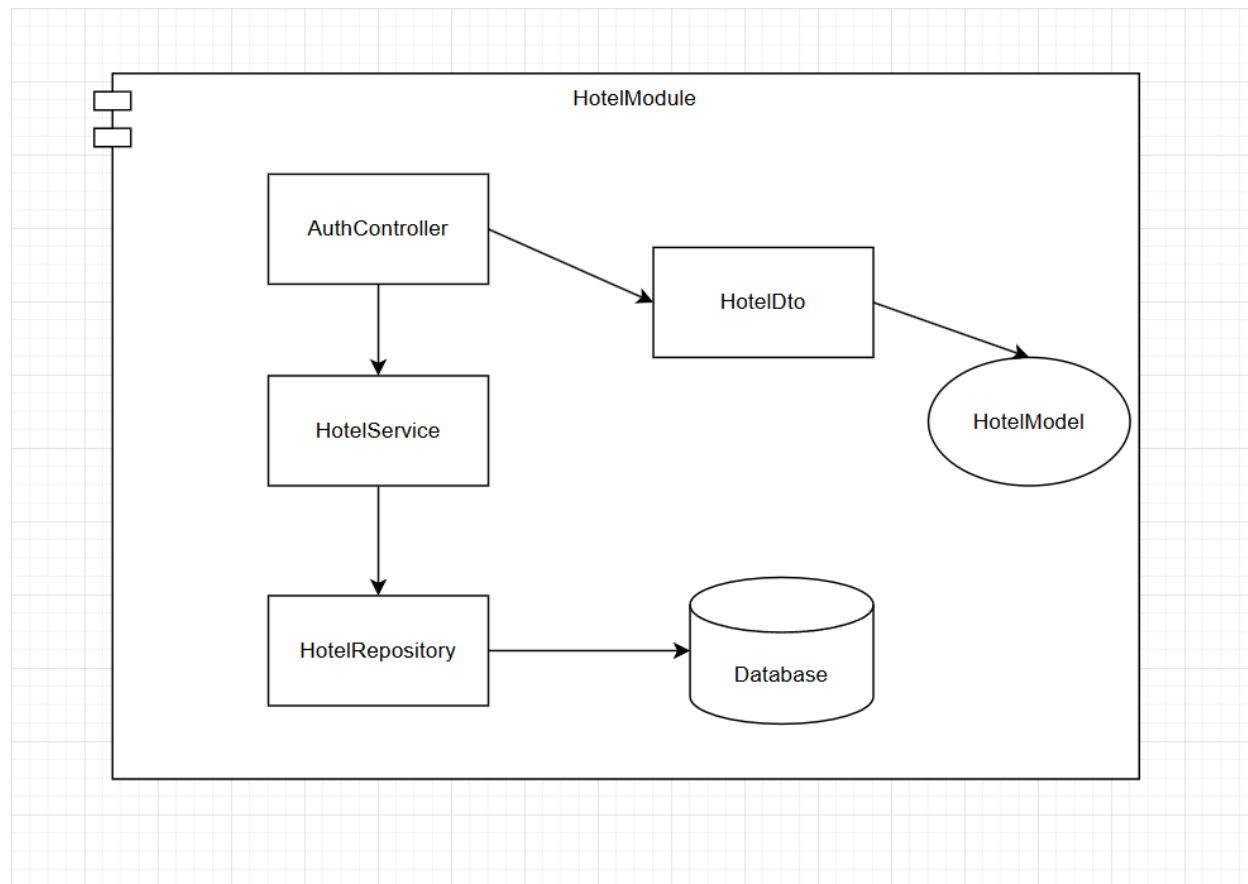 HotelModule
AuthController
HotelDto
HotelModel
HotelService
HotelRepository
Database